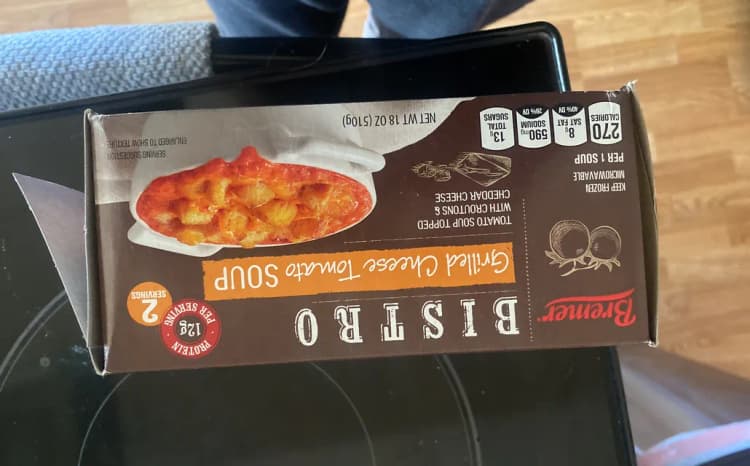 Bremer
BISTRO
Grilled Cheese Tomato SOUP
TOMATO SOUP TOPPED
WITH CROUTONS &
CHEDDAR CHEESE
KEEP FROZEN
MICROWAVABLE
PER 1 SOUP
270
CALORIES
8g
SAT FAT
40% DV
590mg
SODIUM
26% DV
13g
TOTAL
SUGARS
NET WT 18 OZ (510g)
PROTEIN
12g
PER SERVING
2
SERVINGS
SERVING SUGGESTION
ENLARGED TO SHOW TEXTURE